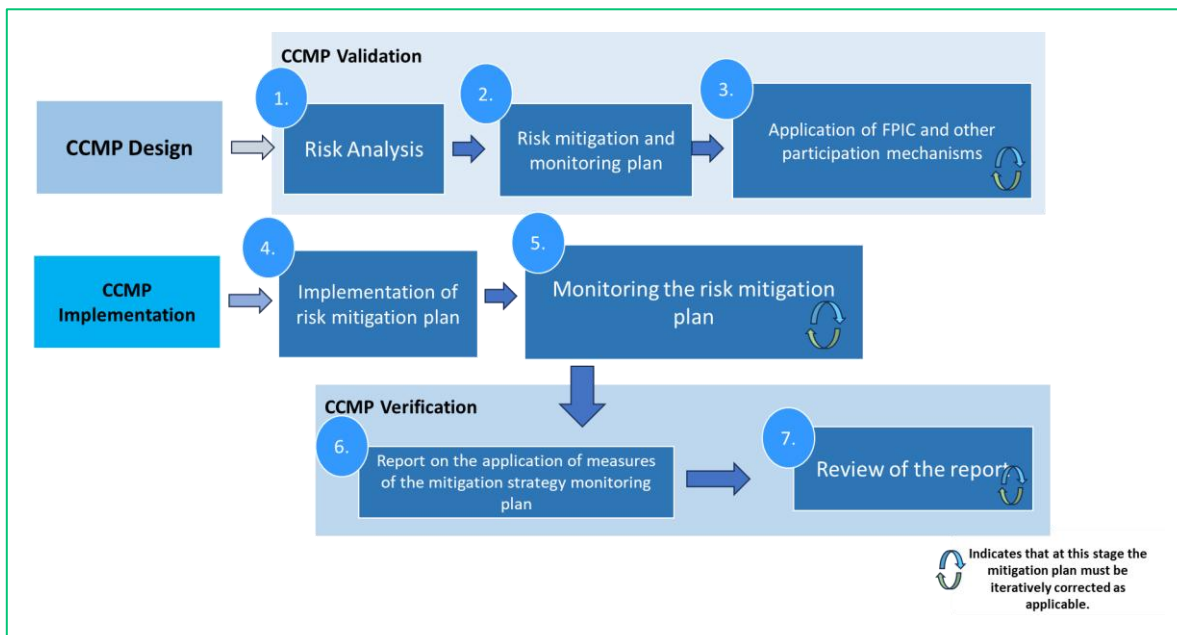 CCMP Validation
CCMP Design
1.
Risk Analysis
2.
Risk mitigation and
monitoring plan
3.
Application of FPIC and other
participation mechanisms
CCMP
Implementation
4.
Implementation of
risk mitigation plan
5.
Monitoring the risk mitigation
plan
CCMP Verification
6.
Report on the application of measures
of the mitigation strategy monitoring
plan
7.
Review of the report
Indicates that at this stage the
mitigation plan must be
iteratively corrected as
applicable.